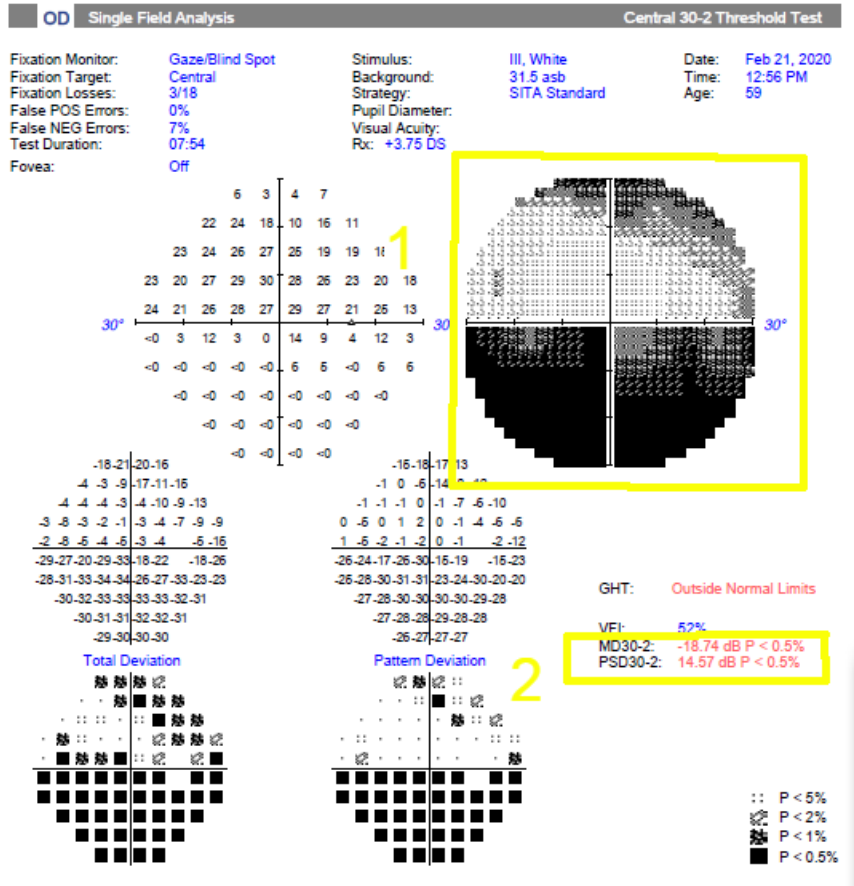 OD Single Field Analysis Central 30-2 Threshold Test
Fixation Monitor: Gaze/Blind Spot Stimulus: III, White Date: Feb 21, 2020
Fixation Target: Central Background: 31.5 asb Time: 12:56 PM
Fixation Losses: 3/18 Strategy: SITA Standard Age: 59
False POS Errors: 0% Pupil Diameter:
False NEG Errors: 7% Visual Acuity:
Test Duration: 07:54 Rx: +3.75 DS
Fovea: Off
6 3 4 7
22 24 18 10 16 11
1
23 24 26 27 25 19 19
23 20 27 29 30 28 26 23 20 18
24 21 26 28 27 29 27 21 25 13
30° 30 30°
<0 3 12 3 0 14 9 4 12 3
<0 <0 <0 <0 <0 6 5 <0 6 6
<0 <0 <0 <0 <0 <0 <0 <0
<0 <0 <0 <0 <0 <0
<0 <0 <0 <0
-18 -21 -20 -16 -15 -18 -17 13
-4 -3 -9 -17 -11 -15 -1 0 -6 -14
-4 -4 -4 -3 -4 -10 -9 -13 -1 -1 -1 0 -1 -7 -6 -10
-3 -8 -3 -2 -1 -3 -4 -7 -9 -9 0 -6 0 1 2 0 -1 -4 -6 -6
-2 -8 -5 -4 -5 -3 -4 -5 -15 1 -5 -2 -1 -2 0 -1 -2 -12
-29 -27 -20 -29 -33 -18 -22 -18 -26 -26 -24 -17 -26 -30 -15 -19 -15 -23
-28 -31 -33 -34 -34 -26 -27 -33 -23 -23 -25 -28 -30 -31 -31 -23 -24 -30 -20 -20
-30 -32 -33 -33 -33 -33 -32 -31 -27 -28 -30 -30 -30 -30 -29 -28
-30 -31 -31 -32 -32 -31 -27 -28 -28 -29 -28 -28
-29 -30 -30 -30 -26 -27 -27 -27
GHT: Outside Normal Limits
VFI: 52%
MD30-2: -18.74 dB P < 0.5%
PSD30-2: 14.57 dB P < 0.5%
Total Deviation Pattern Deviation
2
P < 5%
P < 2%
P < 1%
P < 0.5%